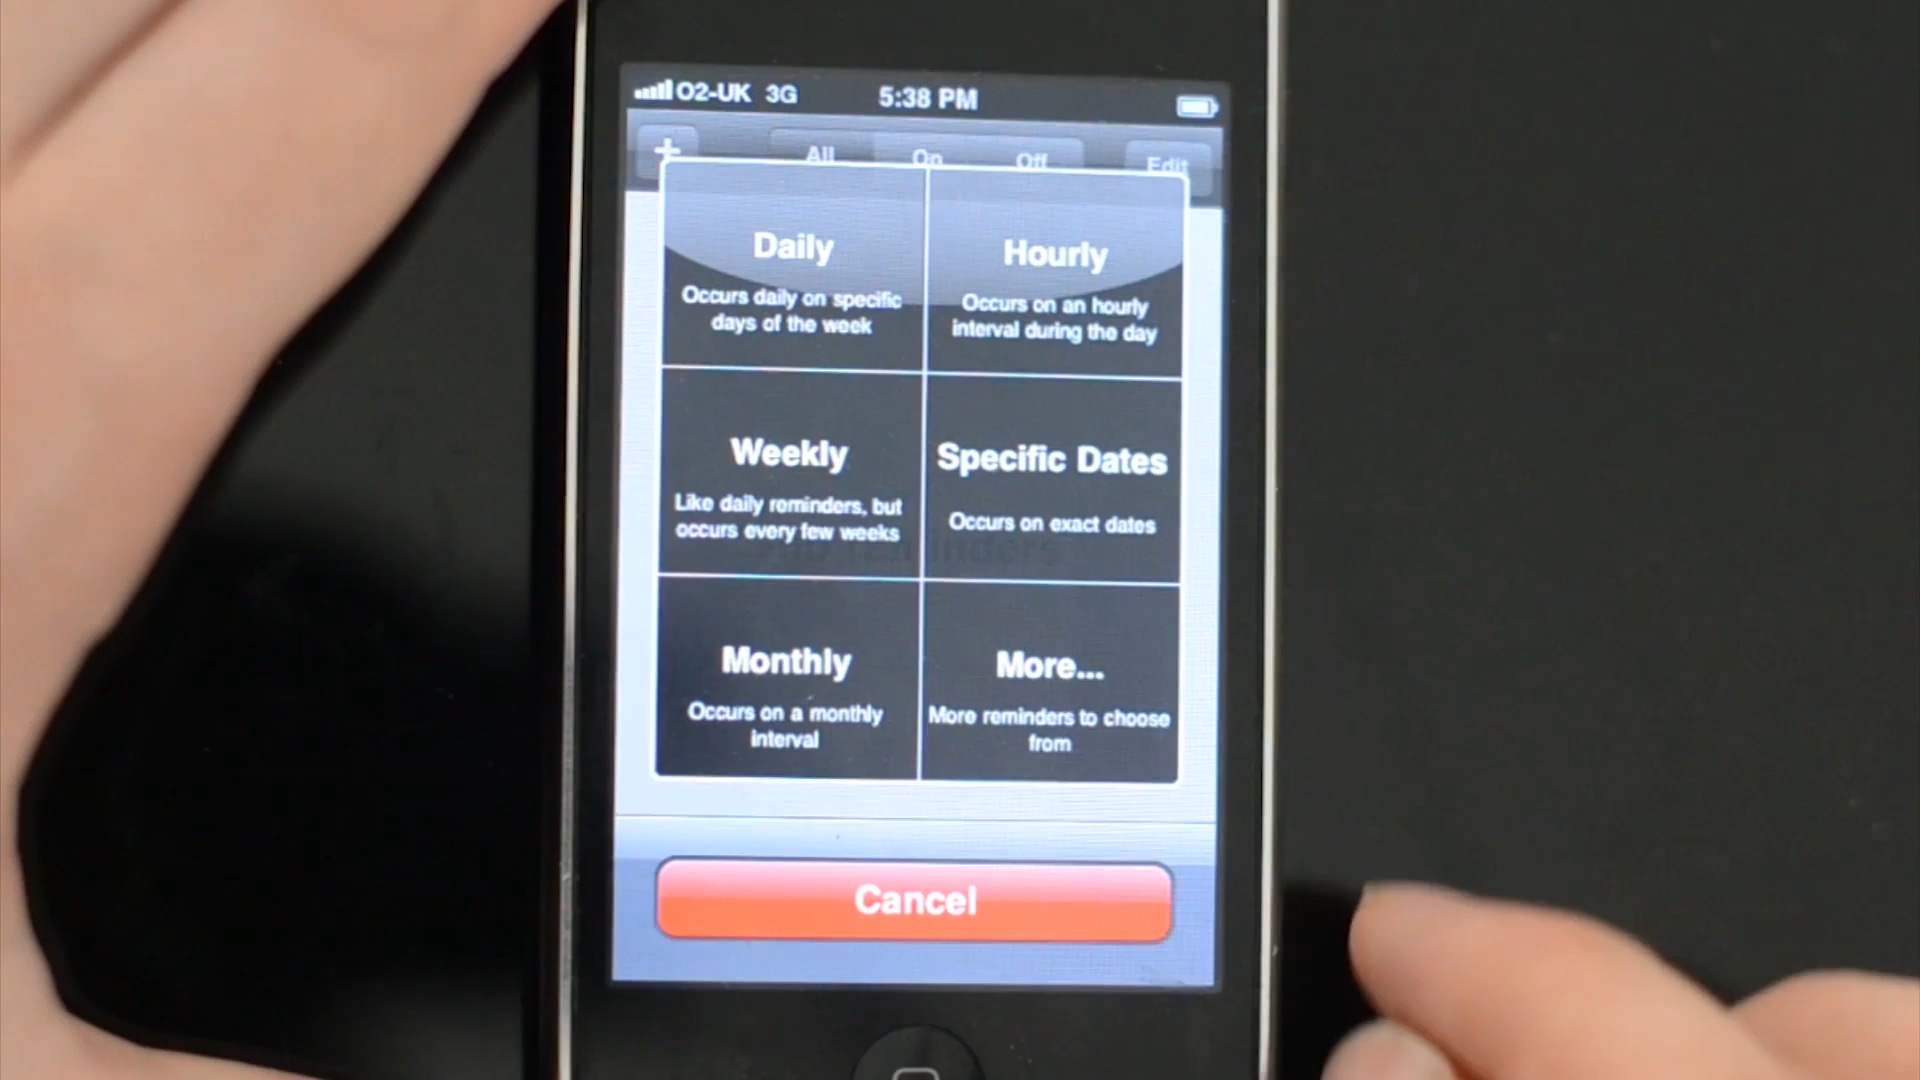 O2-UK 3G 5:38 PM
+ All On Off Edit
Daily
Occurs daily on specific
days of the week
Hourly
Occurs on an hourly
interval during the day
Weekly
Like daily reminders, but
occurs every few weeks
Specific Dates
Occurs on exact dates
Monthly
Occurs on a monthly
interval
More...
More reminders to choose
from
Cancel